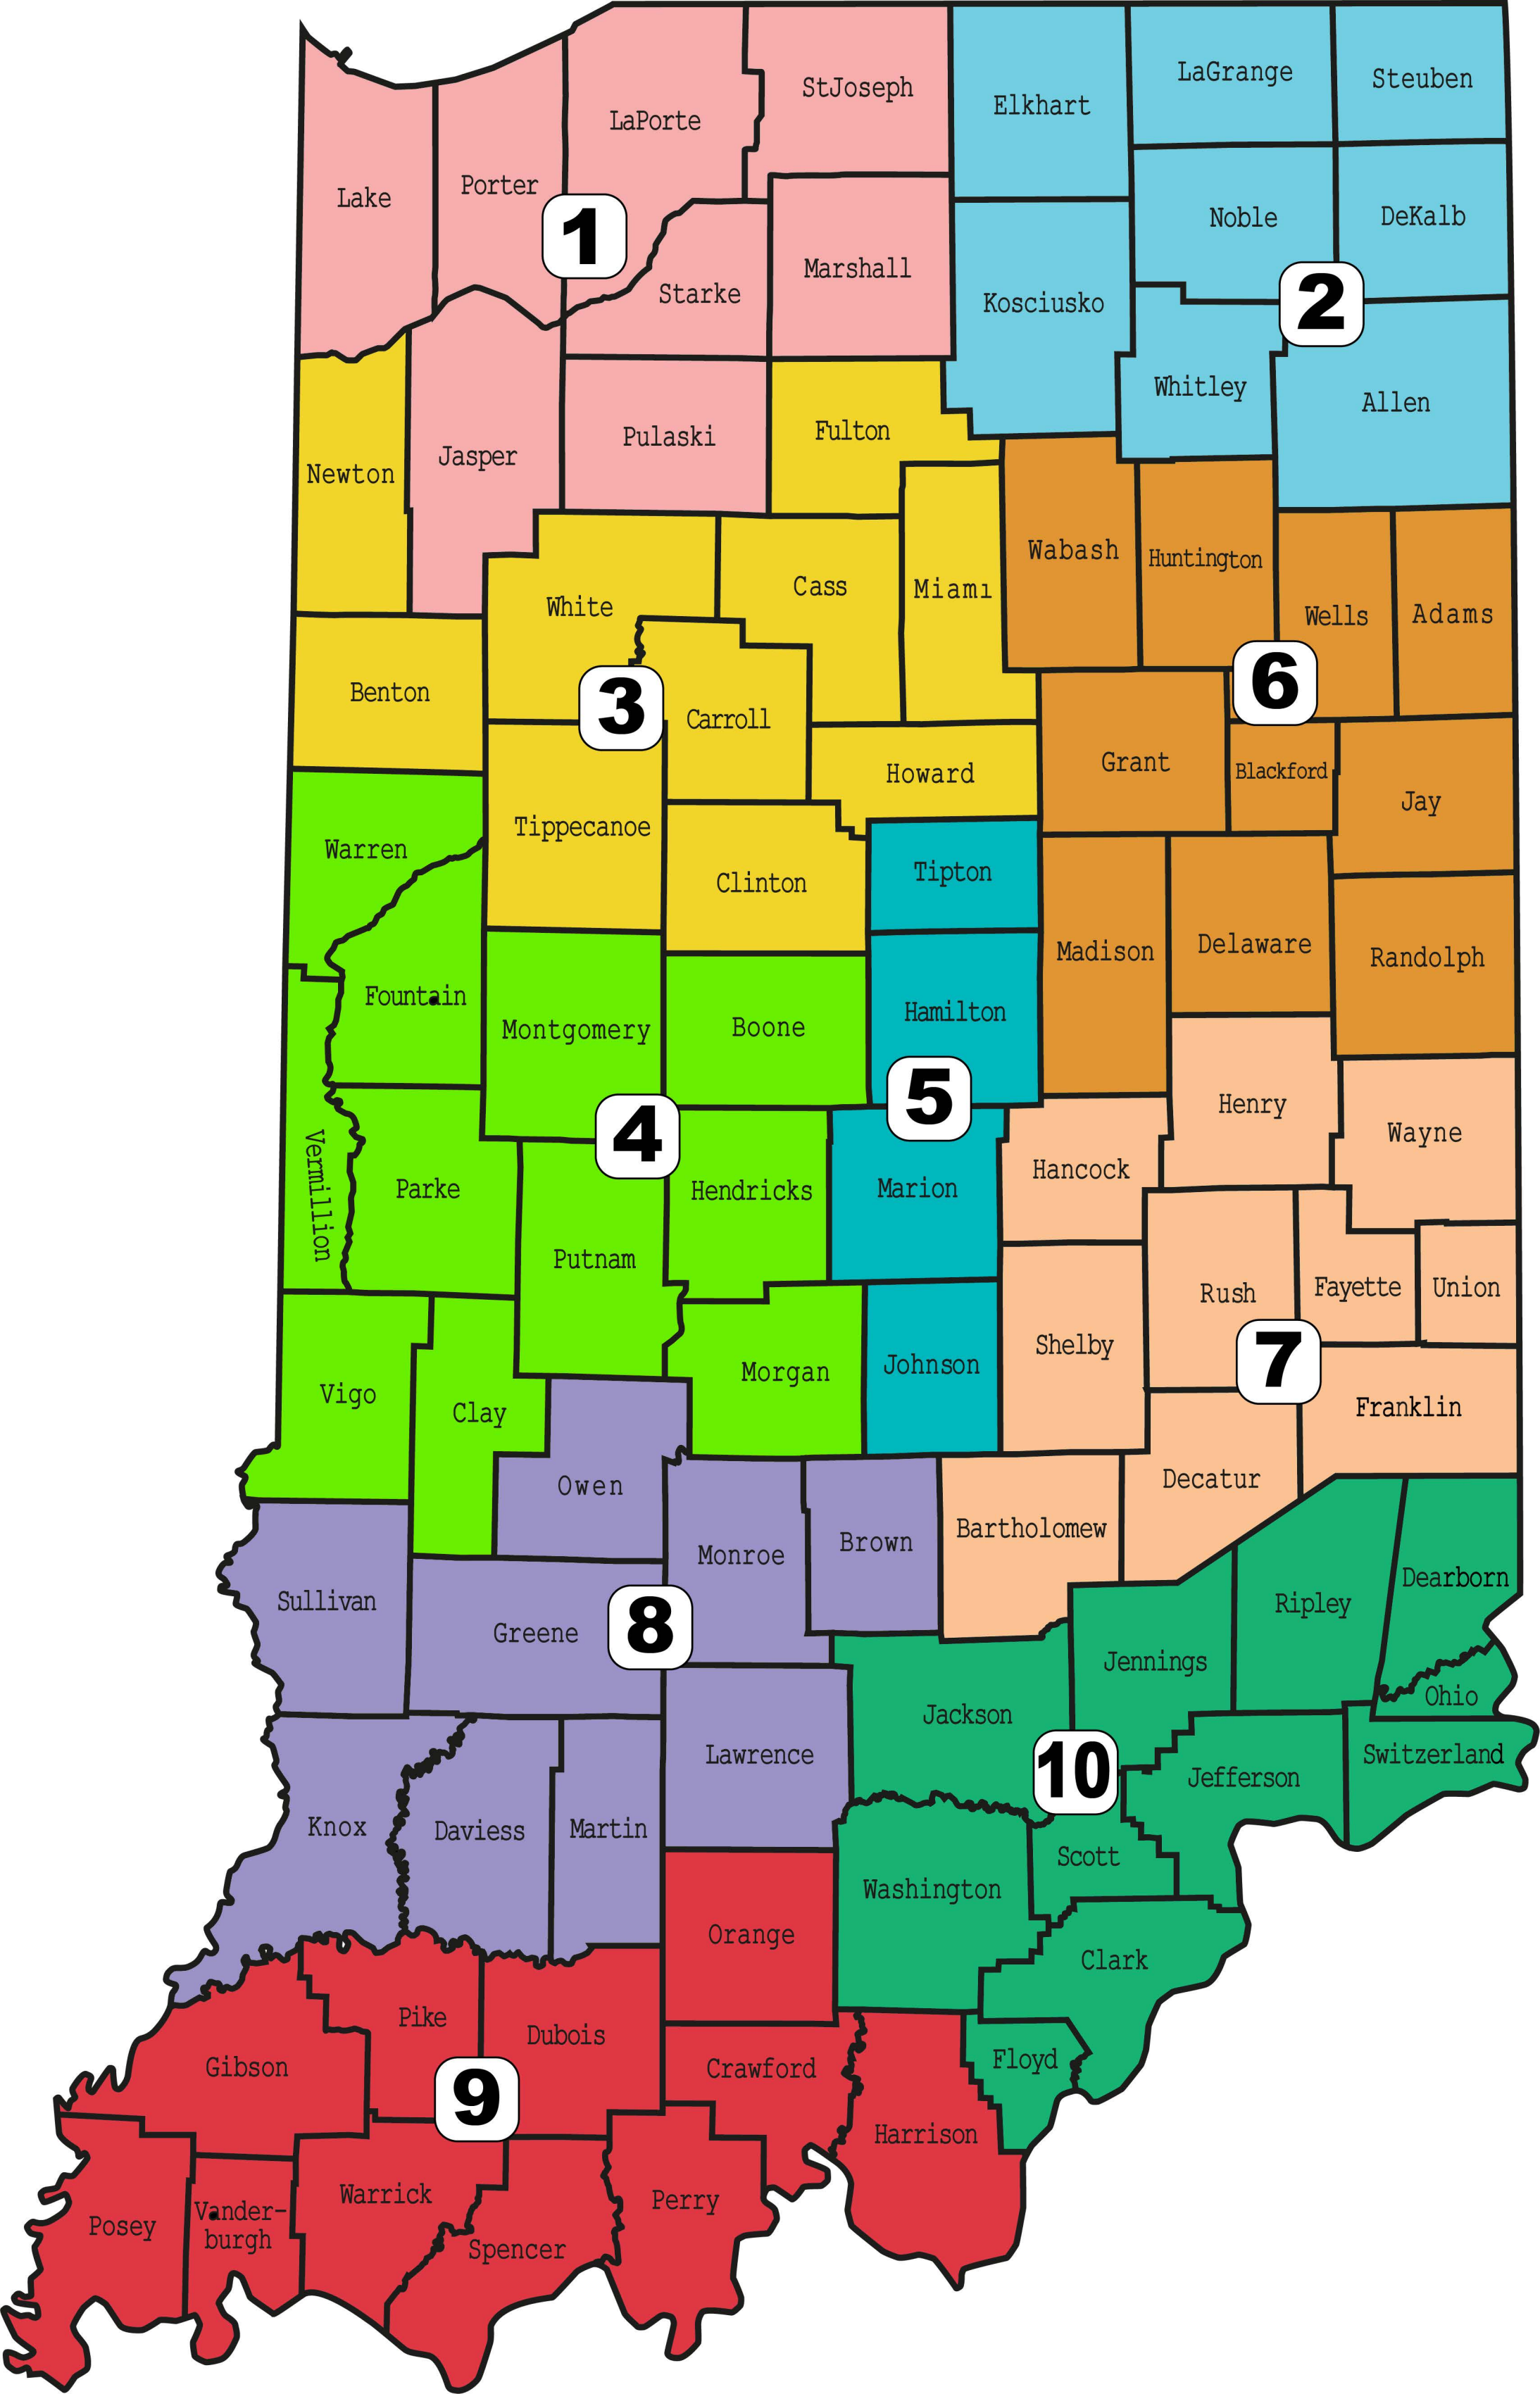 LaGrange
Steuben
StJoseph
Elkhart
LaPorte
Porter
Lake
Noble
DeKalb
1
Marshall
Starke
Kosciusko
2
Whitley
Allen
Fulton
Pulaski
Jasper
Newton
Wabash
Huntington
Cass
Miamı
White
Wells
Adams
6
Benton
3
Carroll
Grant
Blackford
Howard
Jay
Tippecanoe
Warren
Tipton
Clinton
Delaware
Madison
Randolph
Fountain
Hamilton
Boone
Montgomery
5
Henry
4
Wayne
Vermillion
Hancock
Parke
Hendricks
Marion
Putnam
Fayette
Union
Rush
Shelby
7
Johnson
Morgan
Vigo
Clay
Franklin
Decatur
Owen
Bartholomew
Brown
Monroe
Dearborn
Ripley
Sullivan
8
Greene
Jennings
Ohio
Jackson
Lawrence
10
Switzerland
Jefferson
Knox
Daviess
Martin
Scott
Washington
Orange
Clark
Pike
Dubois
Floyd
Gibson
Crawford
9
Harrison
Warrick
Perry
Vander-
burgh
Posey
Spencer